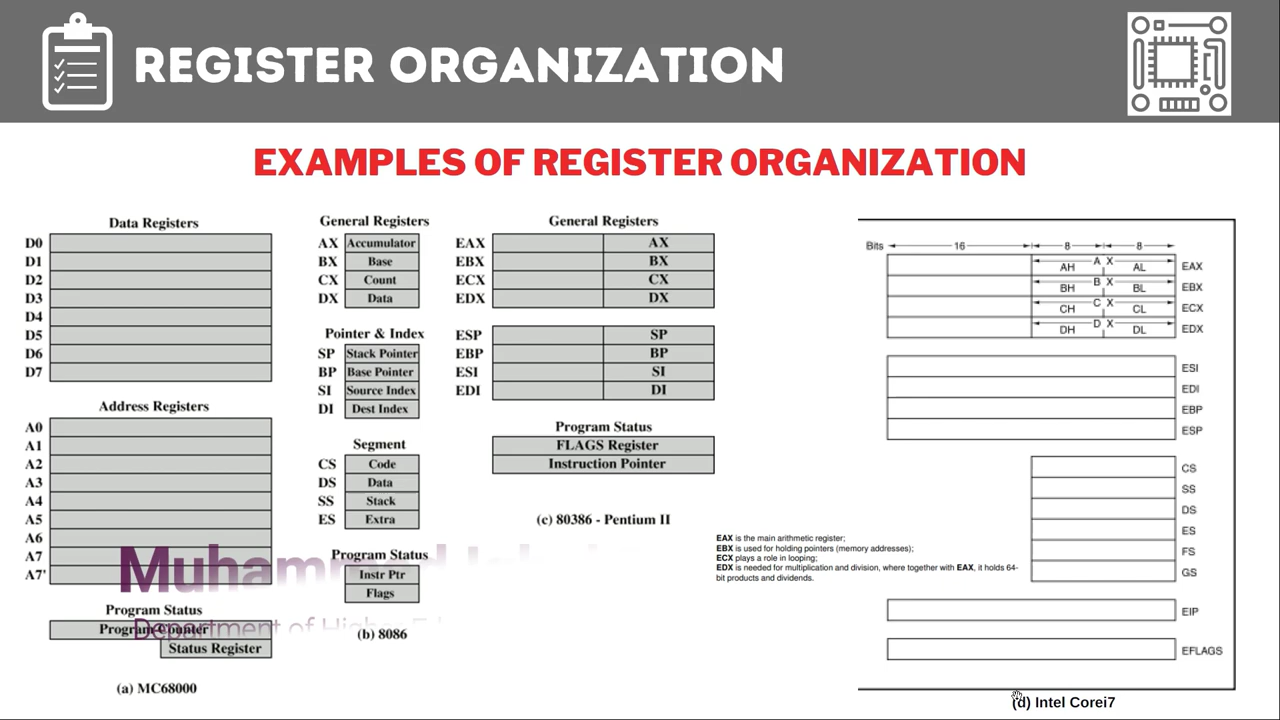 REGISTER ORGANIZATION
EXAMPLES OF REGISTER ORGANIZATION
Data Registers
D0
D1
D2
D3
D4
D5
D6
D7
Address Registers
A0
A1
A2
A3
A4
A5
A6
A7
A7'
Program Status
Program Counter
Status Register
(a) MC68000
General Registers
AX Accumulator
BX Base
CX Count
DX Data
Pointer & Index
SP Stack Pointer
BP Base Pointer
SI Source Index
DI Dest Index
Segment
CS Code
DS Data
SS Stack
ES Extra
Program Status
Instr Ptr
Flags
(b) 8086
General Registers
EAX AX
EBX BX
ECX CX
EDX DX
ESP SP
EBP BP
ESI SI
EDI DI
Program Status
FLAGS Register
Instruction Pointer
(c) 80386 - Pentium II
EAX is the main arithmetic register;
EBX is used for holding pointers (memory addresses);
ECX plays a role in looping;
EDX is needed for multiplication and division, where together with EAX, it holds 64-
bit products and dividends.
Bits 16 8 8
AH A X AL EAX
BH B X BL EBX
CH C X CL ECX
DH D X DL EDX
ESI
EDI
EBP
ESP
CS
SS
DS
ES
FS
GS
EIP
EFLAGS
(d) Intel Corei7
Department of